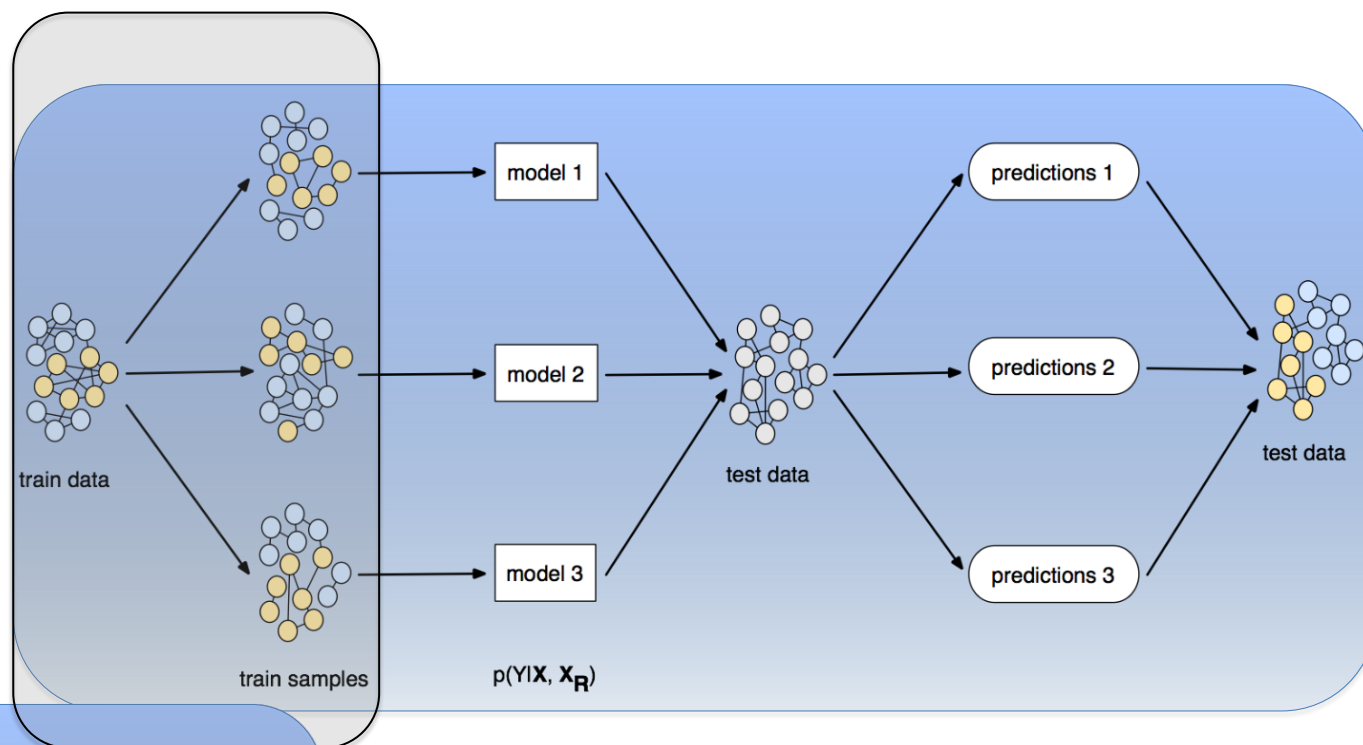 model 1
predictions 1
model 2
predictions 2
test data
test data
train data
model 3
predictions 3
train samples
p(Y|X, X_R)